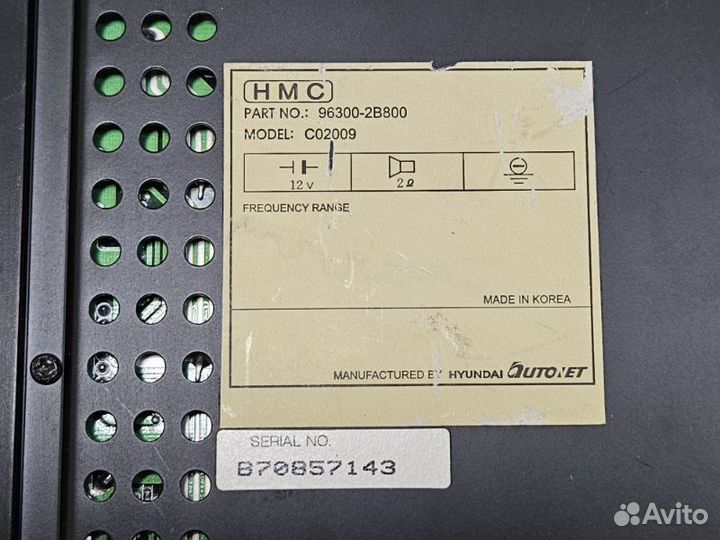 HMC
PART NO.: 96300-2B800
MODEL: C02009
12 v
2 Ω
FREQUENCY RANGE
MADE IN KOREA
MANUFACTURED BY HYUNDAI AUTONET
SERIAL NO.
B70857143
Avito